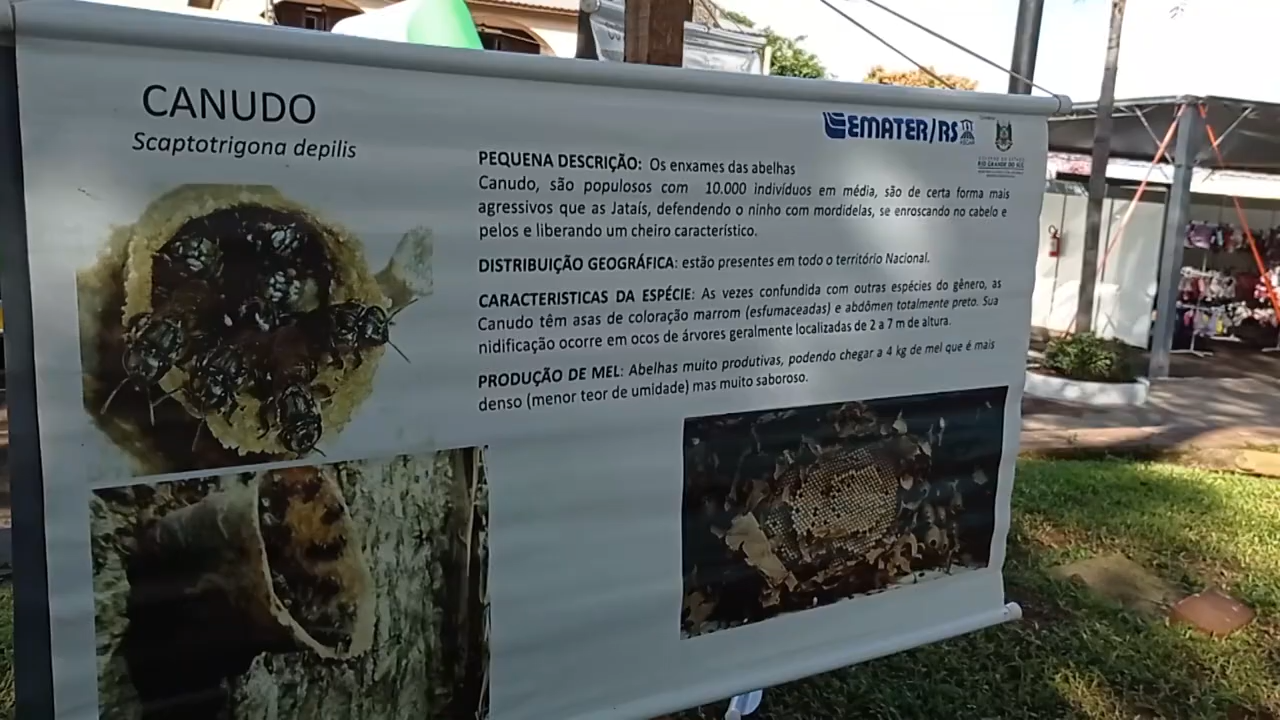 CANUDO
Scaptotrigona depilis
EMATER/RS
RIO GRANDE DO SUL
PEQUENA DESCRIÇÃO: Os enxames das abelhas
Canudo, são populosos com 10.000 indivíduos em média, são de certa forma mais
agressivos que as Jataís, defendendo o ninho com mordidelas, se enroscando no cabelo e
pelos e liberando um cheiro característico.
DISTRIBUIÇÃO GEOGRÁFICA: estão presentes em todo o território Nacional.
CARACTERISTICAS DA ESPÉCIE: As vezes confundida com outras espécies do gênero, as
Canudo têm asas de coloração marrom (esfumaceadas) e abdômen totalmente preto. Sua
nidificação ocorre em ocos de árvores geralmente localizadas de 2 a 7 m de altura.
PRODUÇÃO DE MEL: Abelhas muito produtivas, podendo chegar a 4 kg de mel que é mais
denso (menor teor de umidade) mas muito saboroso.